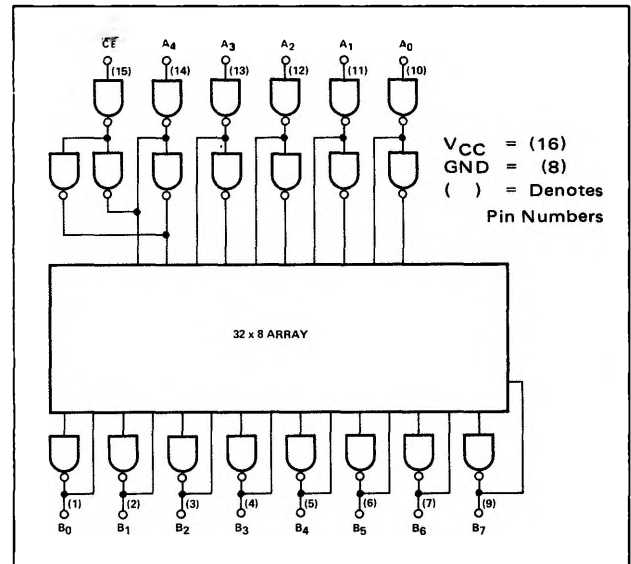 C̅E̅ A4 A3 A2 A1 A0
(15) (14) (13) (12) (11) (10)
VCC = (16)
GND = (8)
( ) = Denotes
Pin Numbers
32 x 8 ARRAY
(1) (2) (3) (4) (5) (6) (7) (9)
B0 B1 B2 B3 B4 B5 B6 B7